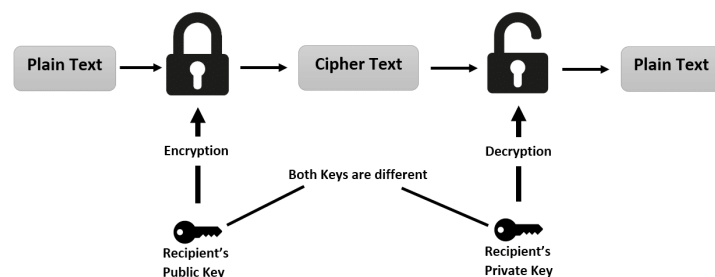 Plain Text
Cipher Text
Plain Text
Encryption
Decryption
Both Keys are different
Recipient's
Public Key
Recipient's
Private Key